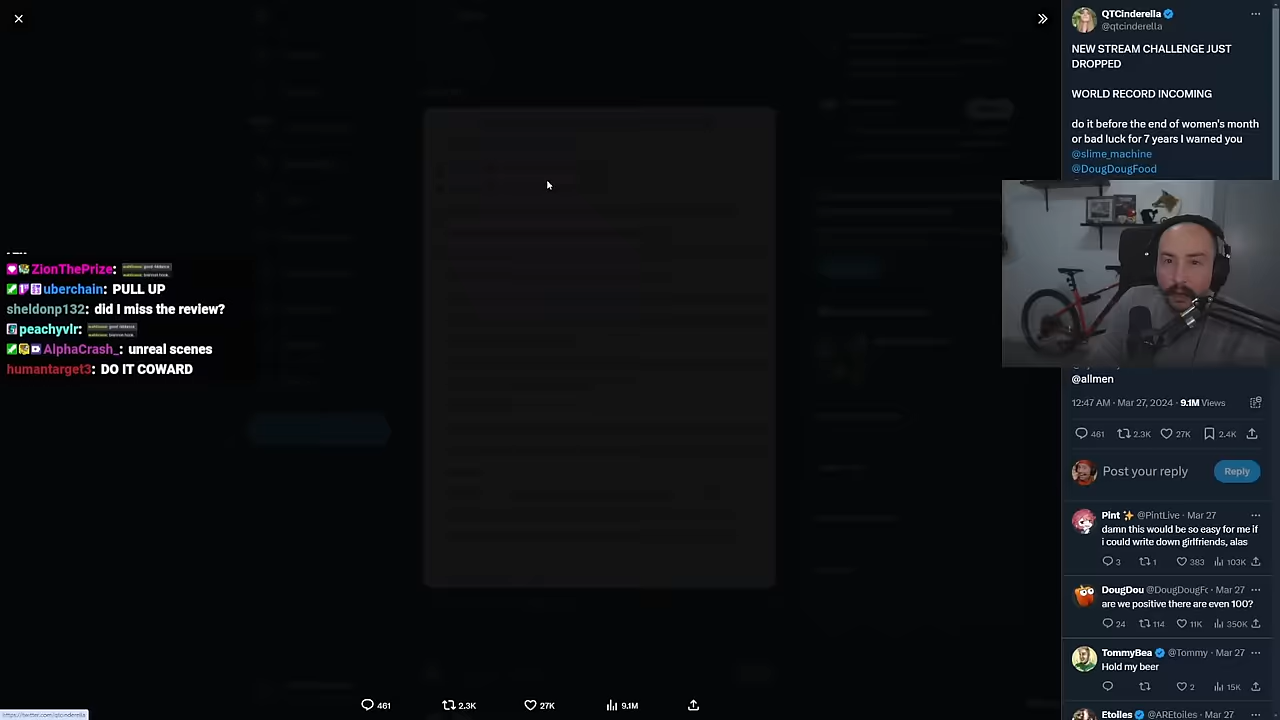 QTCinderella
@qtcinderella
NEW STREAM CHALLENGE JUST
DROPPED
WORLD RECORD INCOMING
do it before the end of women's month
or bad luck for 7 years I warned you
@slime_machine
@DougDougFood
@allmen
12:47 AM · Mar 27, 2024 · 9.1M Views
461 2.3K 27K 2.4K
Post your reply
Reply
Pint @PintLive · Mar 27
damn this would be so easy for me if
i could write down girlfriends, alas
3 1 383 103K
DougDou @DougDougFc · Mar 27
are we positive there are even 100?
24 114 11K 350K
TommyBea @Tommy · Mar 27
Hold my beer
2 15K
Etoiles @AREtoiles · Mar 27
ZionThePrize:
uberchain: PULL UP
sheldonp132: did I miss the review?
peachyvlr:
AlphaCrash_: unreal scenes
humantarget3: DO IT COWARD
461 2.3K 27K 9.1M
https://twitter.com/qtcinderella